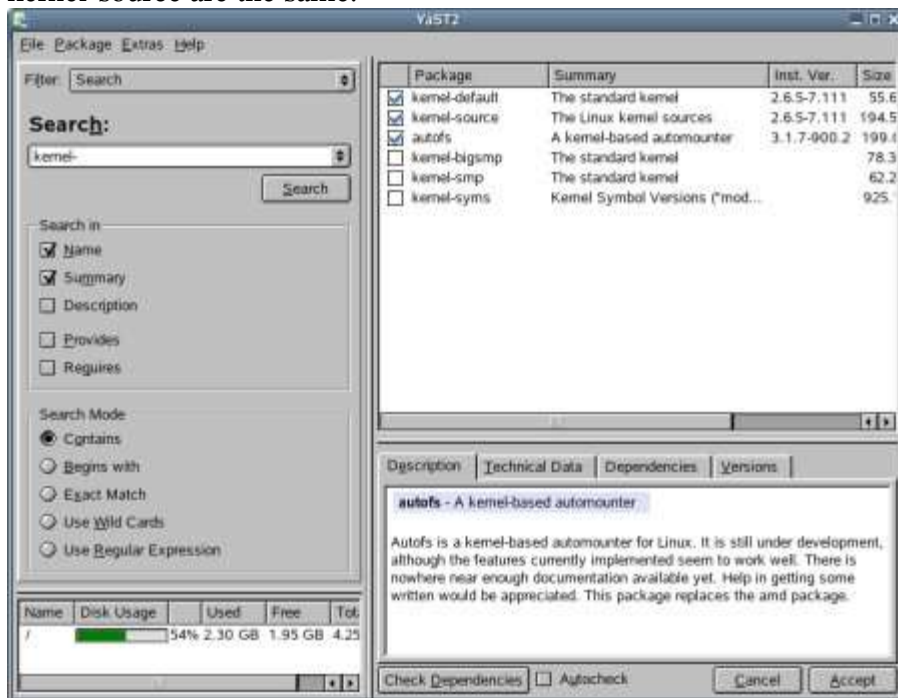 kernel-source are the same.
YaST2
File Package Extras Help
Filter: Search
Search:
kernel-
Search
Search in
Name
Summary
Description
Provides
Requires
Search Mode
Contains
Begins with
Exact Match
Use Wild Cards
Use Regular Expression
Name Disk Usage Used Free Tot
/ 54% 2.30 GB 1.95 GB 4.25
Package Summary Inst. Ver. Size
kernel-default The standard kernel 2.6.5-7.111 55.6
kernel-source The Linux kernel sources 2.6.5-7.111 194.5
autofs A kernel-based automounter 3.1.7-900.2 199.
kernel-bigsmp The standard kernel 78.3
kernel-smp The standard kernel 62.2
kernel-syms Kernel Symbol Versions ("mod... 925.
Description Technical Data Dependencies Versions
autofs - A kernel-based automounter
Autofs is a kernel-based automounter for Linux. It is still under development,
although the features currently implemented seem to work well. There is
nowhere near enough documentation available yet. Help in getting some
written would be appreciated. This package replaces the amd package.
Check Dependencies Autocheck Cancel Accept